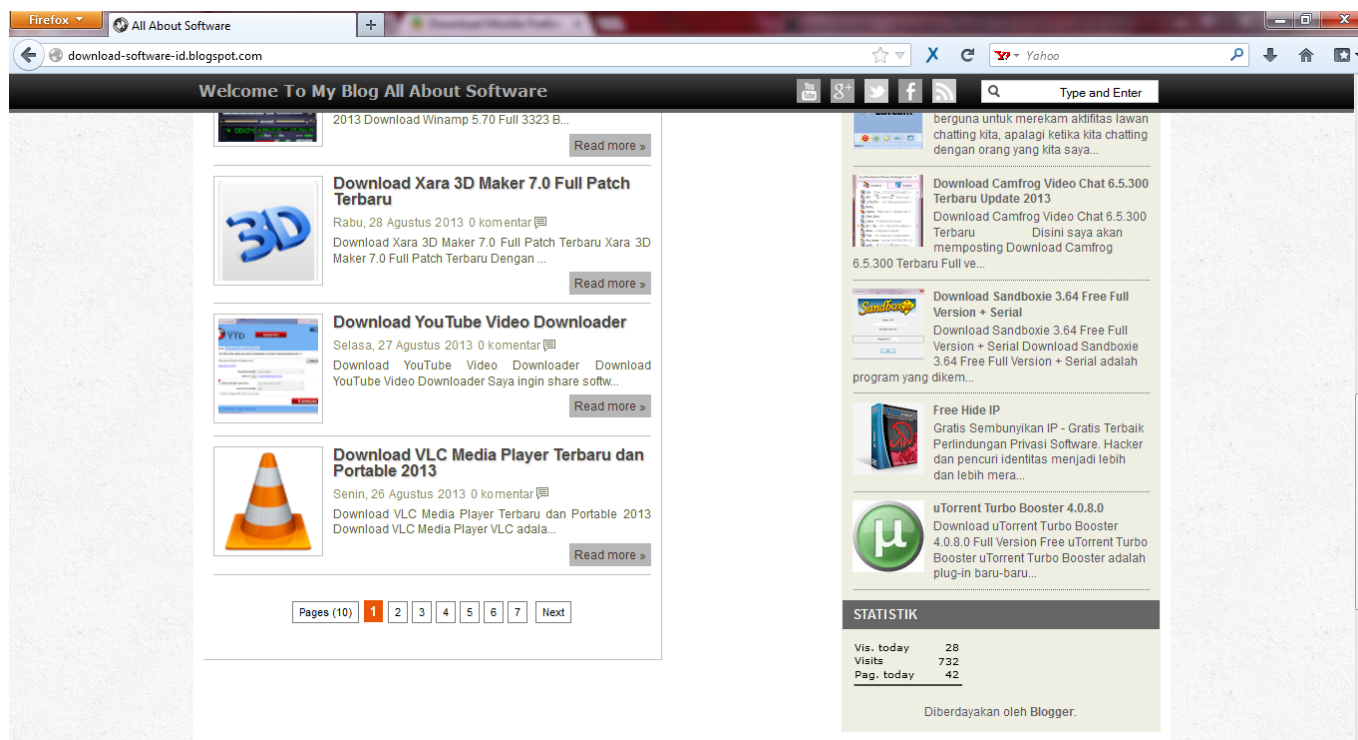 Firefox
All About Software
download-software-id.blogspot.com
Yahoo
Welcome To My Blog All About Software
You
Tube
8+
Type and Enter
2013 Download Winamp 5.70 Full 3323 B...
Read more »
Download Xara 3D Maker 7.0 Full Patch
Terbaru
Rabu, 28 Agustus 2013 0 komentar
Download Xara 3D Maker 7.0 Full Patch Terbaru Xara 3D
Maker 7.0 Full Patch Terbaru Dengan ...
Read more »
3D
Download YouTube Video Downloader
Selasa, 27 Agustus 2013 0 komentar
Download YouTube Video Downloader Download
YouTube Video Downloader Saya ingin share softw...
Read more »
YTD
Download VLC Media Player Terbaru dan
Portable 2013
Senin, 26 Agustus 2013 0 komentar
Download VLC Media Player Terbaru dan Portable 2013
Download VLC Media Player VLC adala...
Read more »
Pages (10) 1 2 3 4 5 6 7 Next
berguna untuk merekam aktifitas lawan
chatting kita, apalagi ketika kita chatting
dengan orang yang kita saya...
Download Camfrog Video Chat 6.5.300
Terbaru Update 2013
Download Camfrog Video Chat 6.5.300
Terbaru Disini saya akan
memposting Download Camfrog
6.5.300 Terbaru Full ve...
Sandboxie
Download Sandboxie 3.64 Free Full
Version + Serial
Download Sandboxie 3.64 Free Full
Version + Serial Download Sandboxie
3.64 Free Full Version + Serial adalah
program yang dikem...
Free Hide IP
Gratis Sembunyikan IP - Gratis Terbaik
Perlindungan Privasi Software. Hacker
dan pencuri identitas menjadi lebih
dan lebih mera...
uTorrent Turbo Booster 4.0.8.0
Download uTorrent Turbo Booster
4.0.8.0 Full Version Free uTorrent Turbo
Booster uTorrent Turbo Booster adalah
plug-in baru-baru...
µ
STATISTIK
Vis. today 28
Visits 732
Pag. today 42
Diberdayakan oleh Blogger.